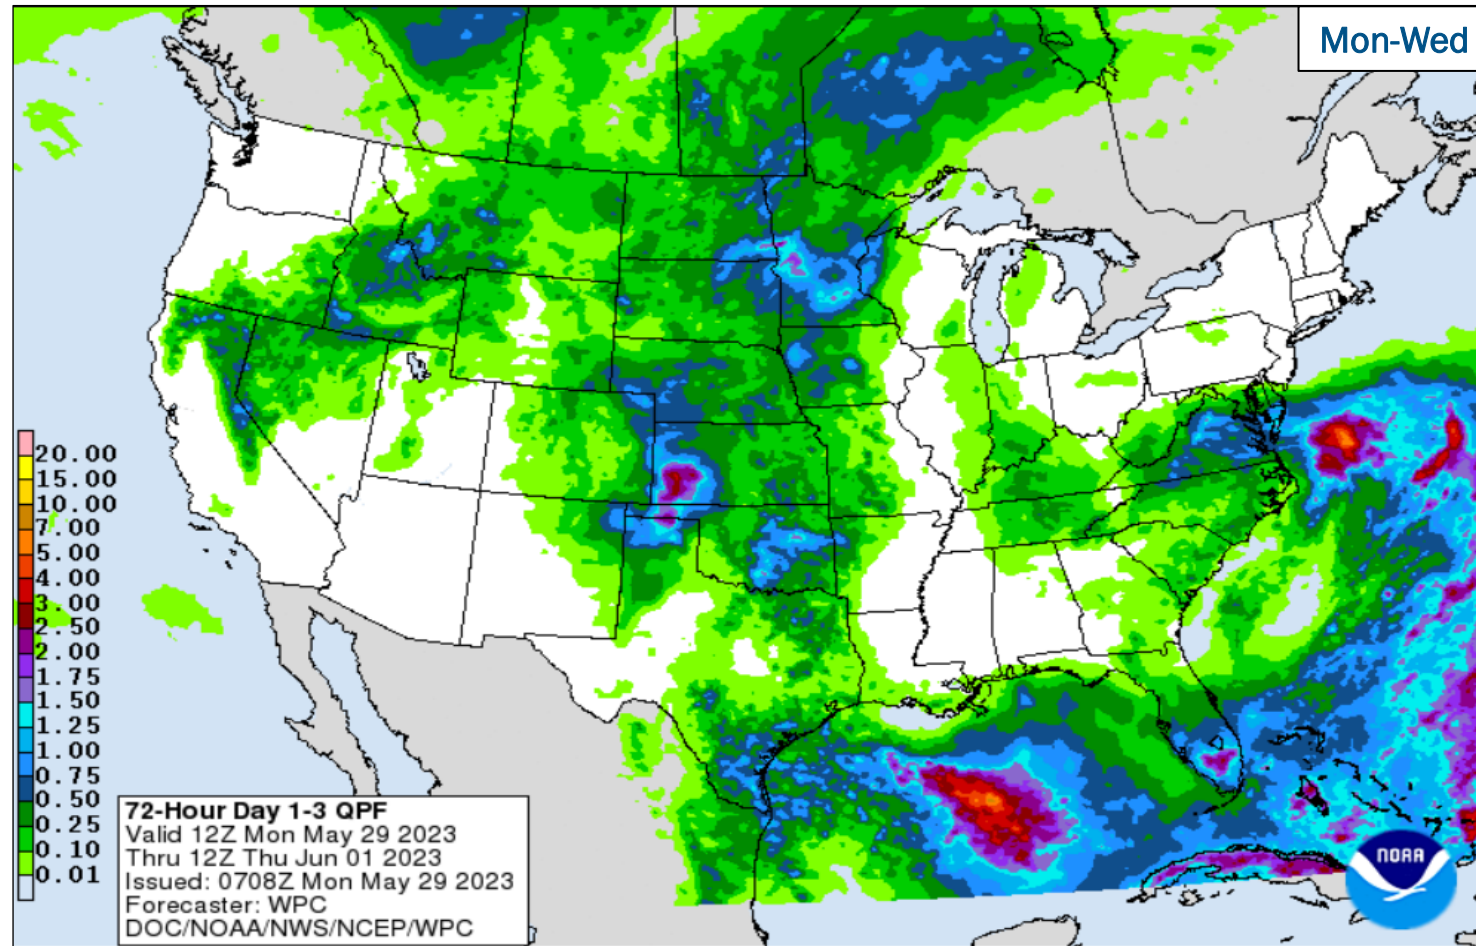 Mon-Wed
20.00
15.00
10.00
7.00
5.00
4.00
3.00
2.50
2.00
1.75
1.50
1.25
1.00
0.75
0.50
0.25
0.10
0.01
72-Hour Day 1-3 QPF
Valid 12Z Mon May 29 2023
Thru 12Z Thu Jun 01 2023
Issued: 0708Z Mon May 29 2023
Forecaster: WPC
DOC/NOAA/NWS/NCEP/WPC
NOAA